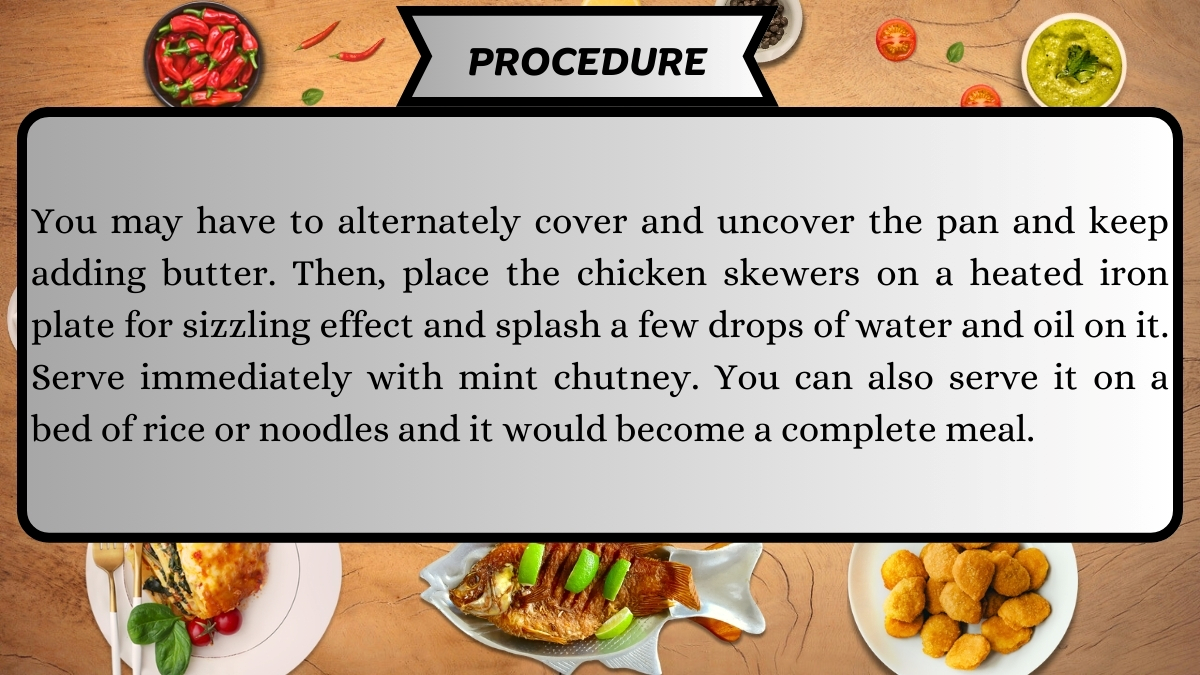 PROCEDURE
You may have to alternately cover and uncover the pan and keep
adding butter. Then, place the chicken skewers on a heated iron
plate for sizzling effect and splash a few drops of water and oil on it.
Serve immediately with mint chutney. You can also serve it on a
bed of rice or noodles and it would become a complete meal.